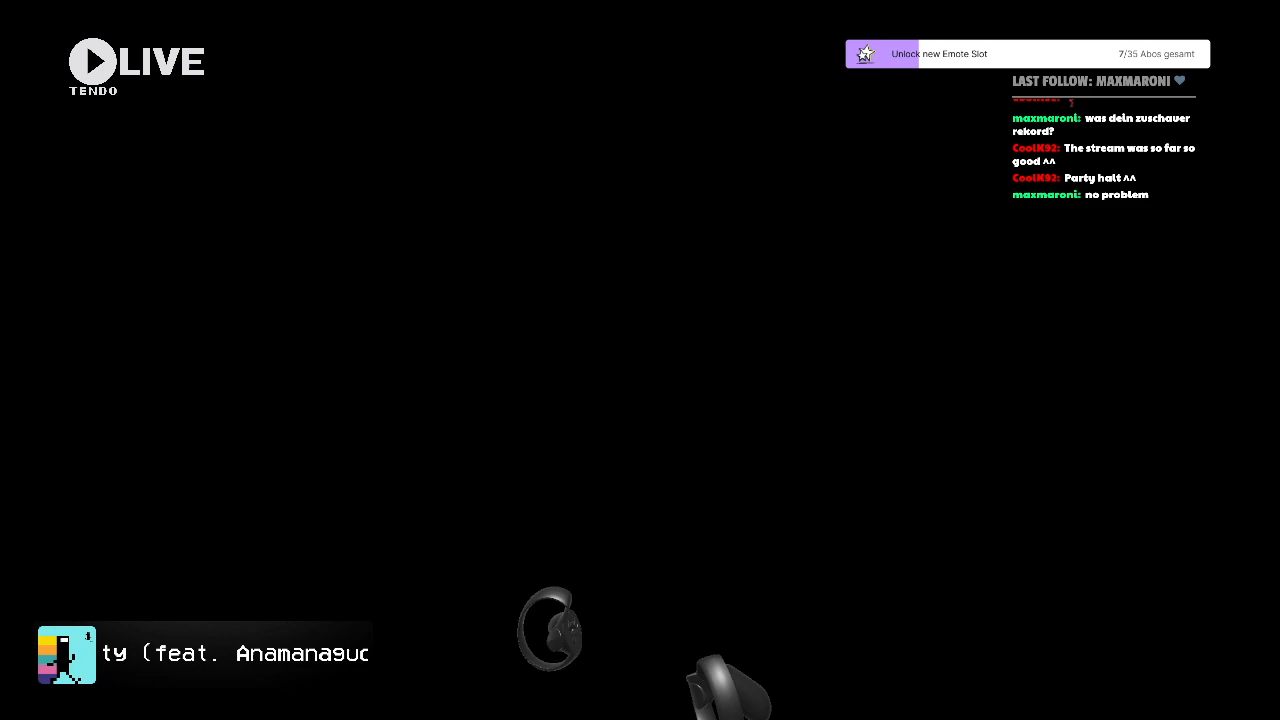 LIVE
TENDO
Unlock new Emote Slot
7/35 Abos gesamt
LAST FOLLOW: MAXMARONI
maxmaroni: was dein zuschauer
rekord?
CoolK92: The stream was so far so
good ^^
CoolK92: Party halt ^^
maxmaroni: no problem
ty (feat. Anamanaguc